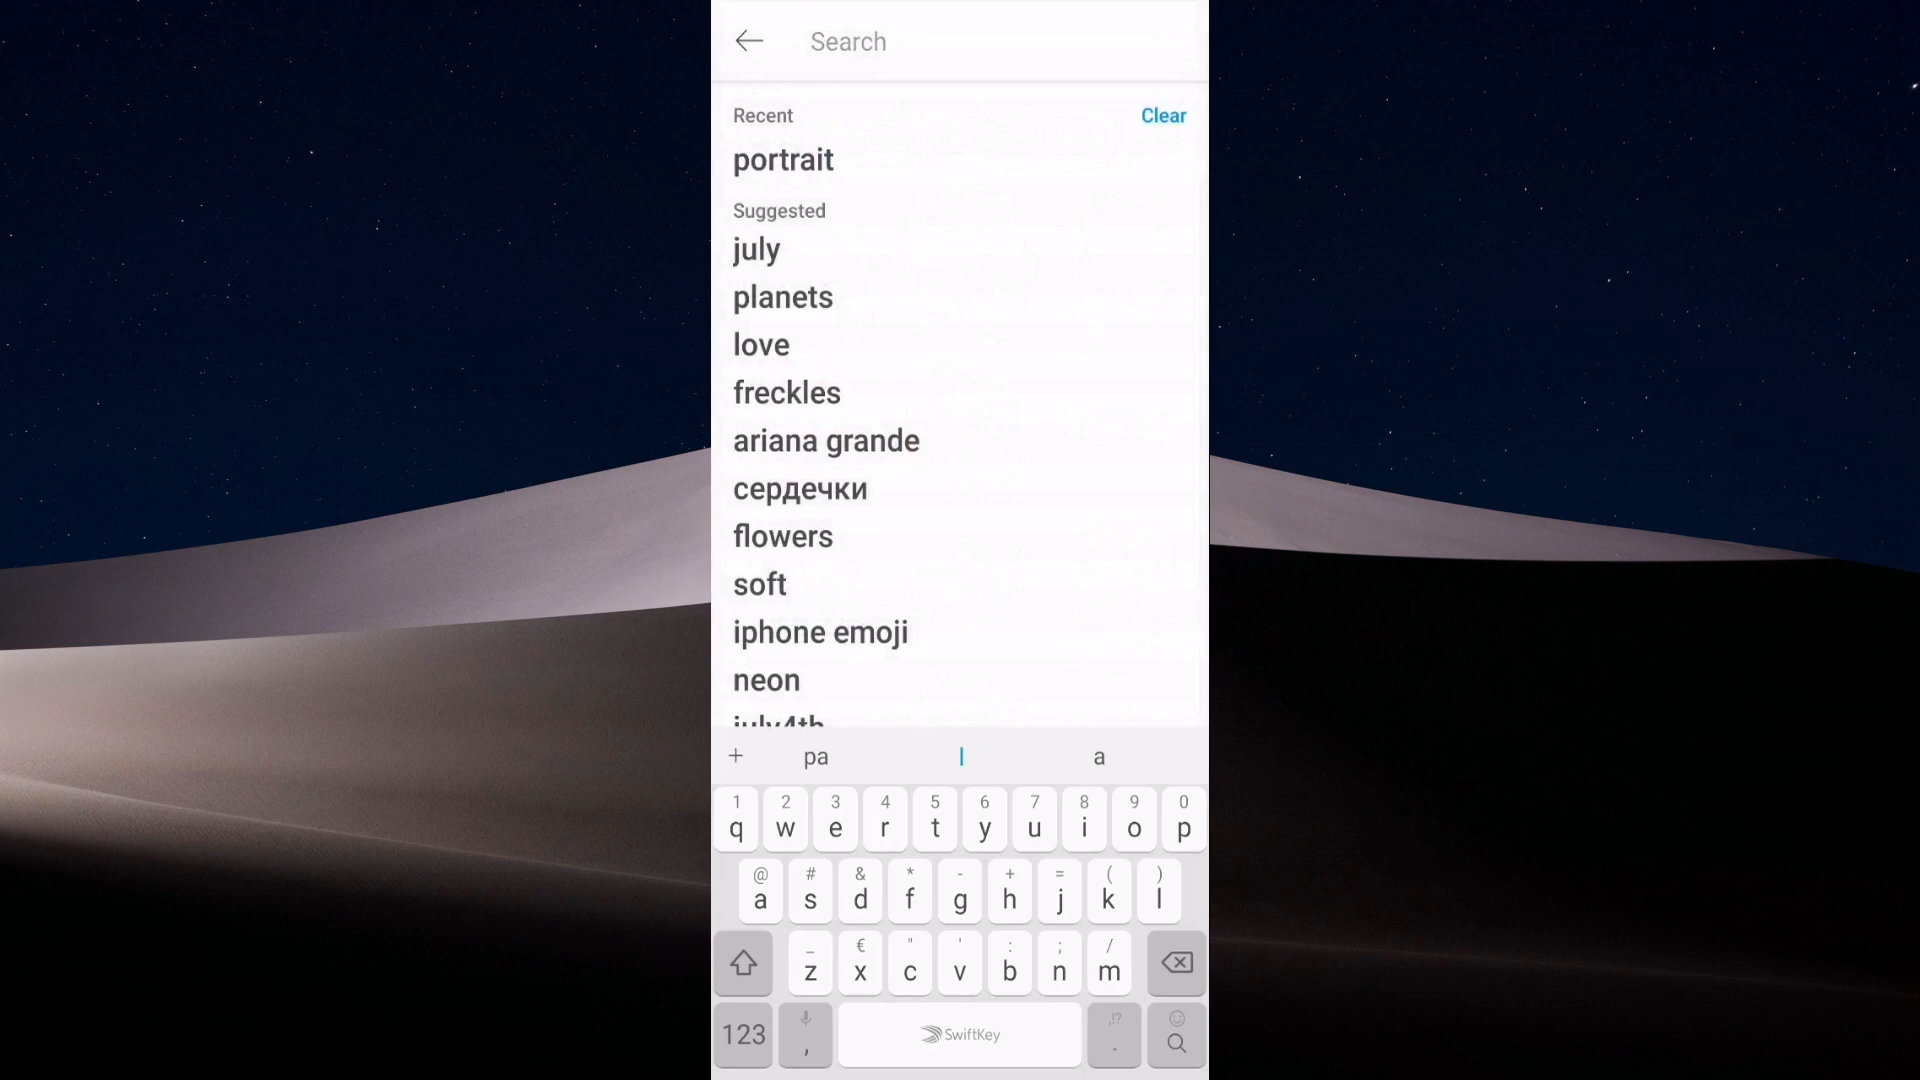 Search
Recent Clear
portrait
Suggested
july
planets
love
freckles
ariana grande
сердечки
flowers
soft
iphone emoji
neon
july4th
+ pa l a
1 2 3 4 5 6 7 8 9 0
q w e r t y u i o p
@ # & * - + = ( )
a s d f g h j k l
_ € " ' : ; /
z x c v b n m
,!?
123 , SwiftKey .